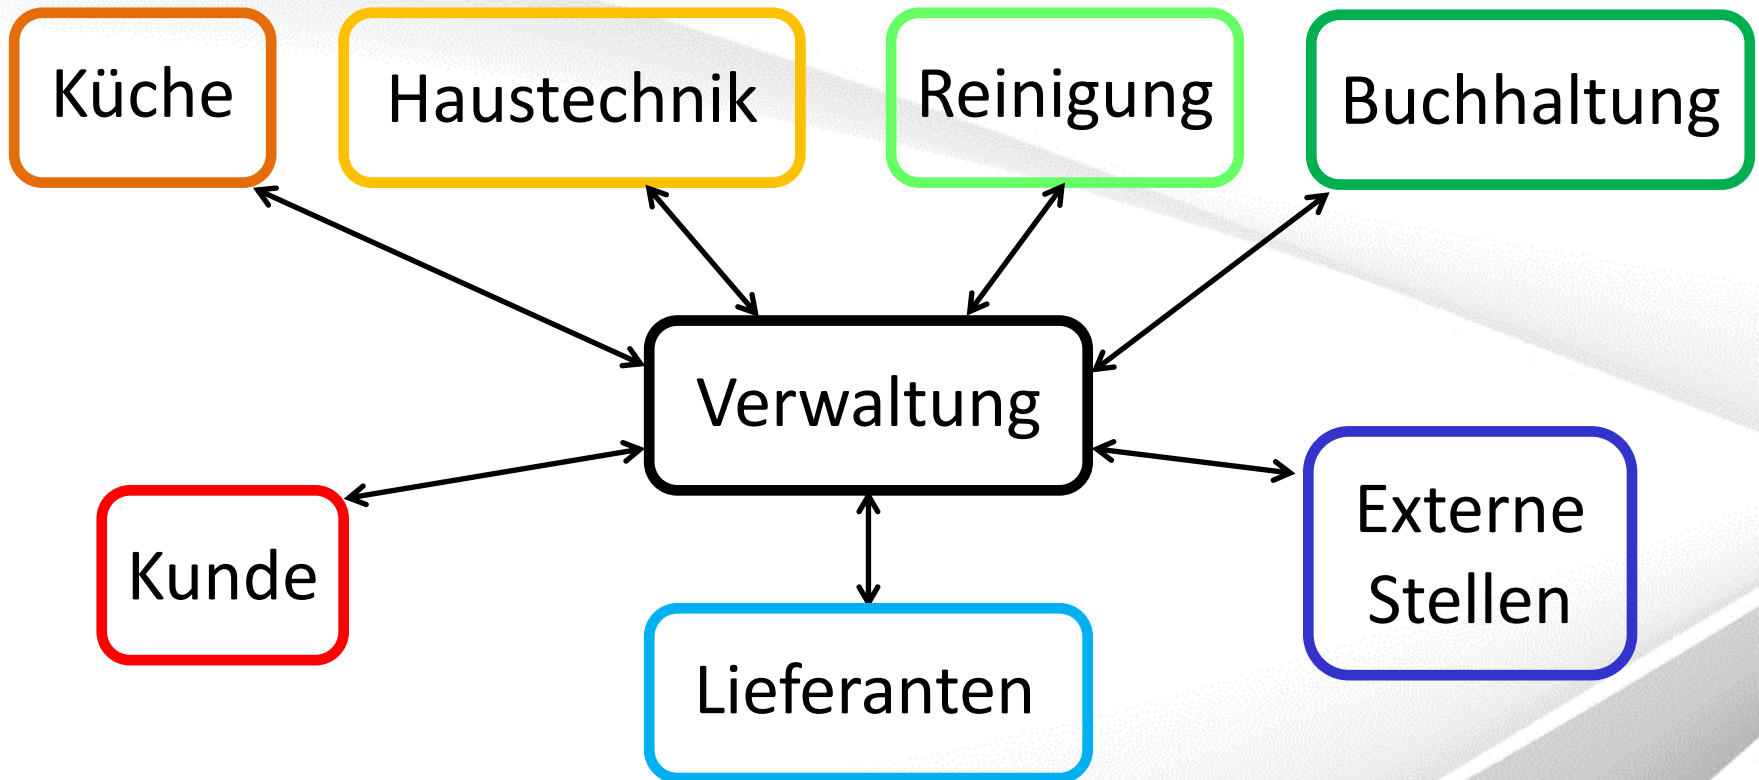 Küche
Haustechnik
Reinigung
Buchhaltung
Verwaltung
Kunde
Externe
Stellen
Lieferanten